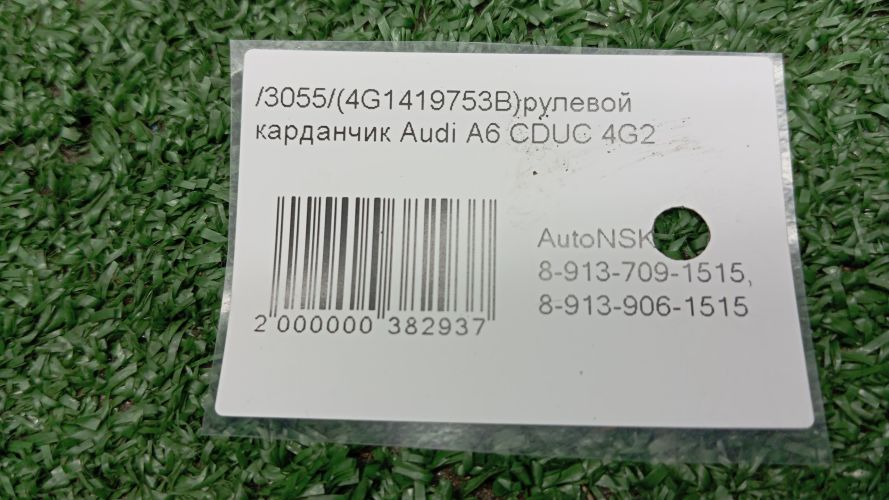 /3055/(4G1419753B)рулевой
карданчик Audi A6 CDUC 4G2
AutoNSK
8-913-709-1515,
8-913-906-1515
2 000000 382937